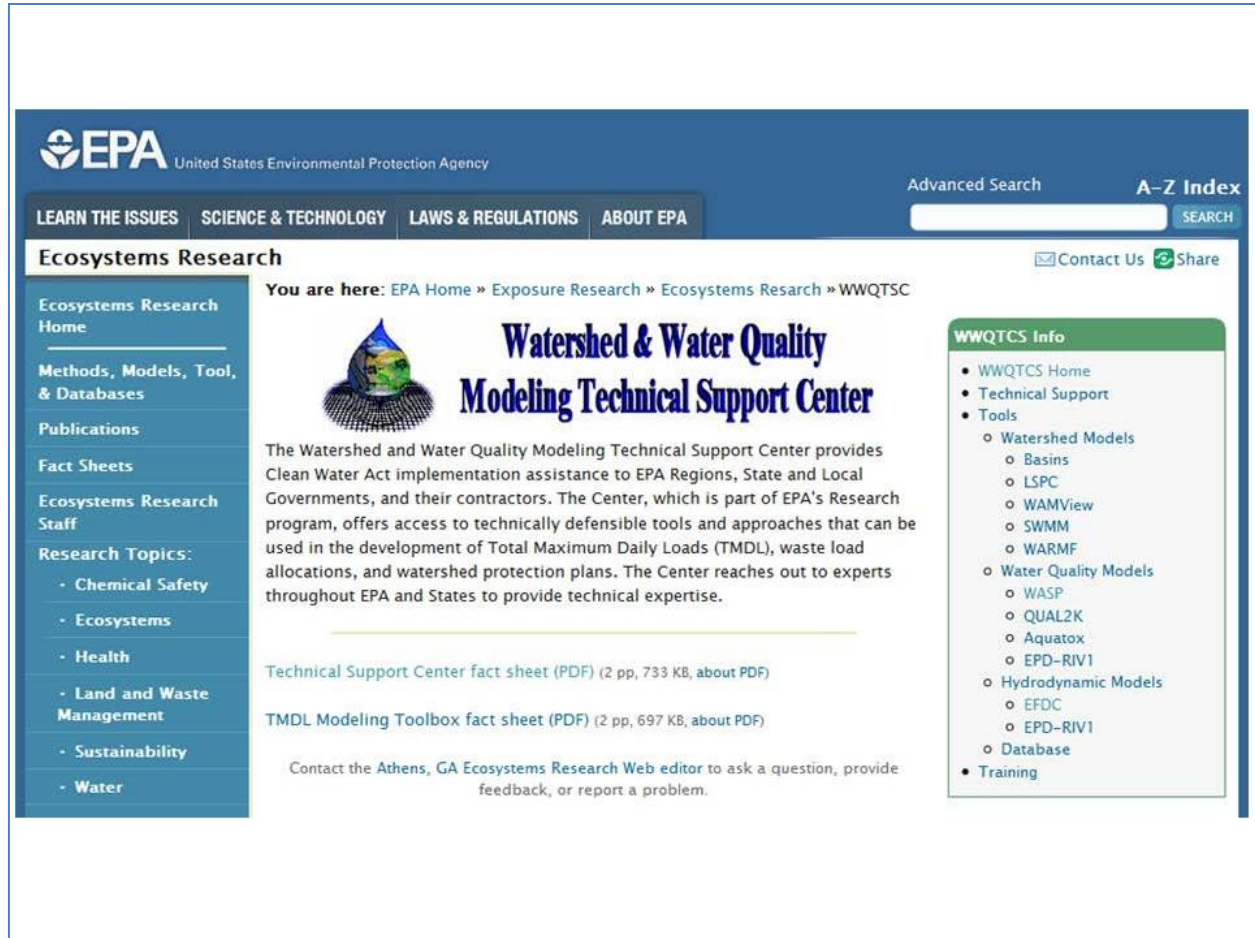 EPA United States Environmental Protection Agency
Advanced Search A-Z Index
LEARN THE ISSUES SCIENCE & TECHNOLOGY LAWS & REGULATIONS ABOUT EPA
SEARCH
Ecosystems Research
Contact Us Share
Ecosystems Research
Home
Methods, Models, Tool,
& Databases
Publications
Fact Sheets
Ecosystems Research
Staff
Research Topics:
- Chemical Safety
- Ecosystems
- Health
- Land and Waste
Management
- Sustainability
- Water
You are here: EPA Home » Exposure Research » Ecosystems Resarch » WWQTSC
Watershed & Water Quality
Modeling Technical Support Center
The Watershed and Water Quality Modeling Technical Support Center provides
Clean Water Act implementation assistance to EPA Regions, State and Local
Governments, and their contractors. The Center, which is part of EPA's Research
program, offers access to technically defensible tools and approaches that can be
used in the development of Total Maximum Daily Loads (TMDL), waste load
allocations, and watershed protection plans. The Center reaches out to experts
throughout EPA and States to provide technical expertise.
Technical Support Center fact sheet (PDF) (2 pp, 733 KB, about PDF)
TMDL Modeling Toolbox fact sheet (PDF) (2 pp, 697 KB, about PDF)
Contact the Athens, GA Ecosystems Research Web editor to ask a question, provide
feedback, or report a problem.
WWQTCS Info
• WWQTCS Home
• Technical Support
• Tools
o Watershed Models
o Basins
o LSPC
o WAMView
o SWMM
o WARMF
o Water Quality Models
o WASP
o QUAL2K
o Aquatox
o EPD-RIV1
o Hydrodynamic Models
o EFDC
o EPD-RIV1
o Database
• Training